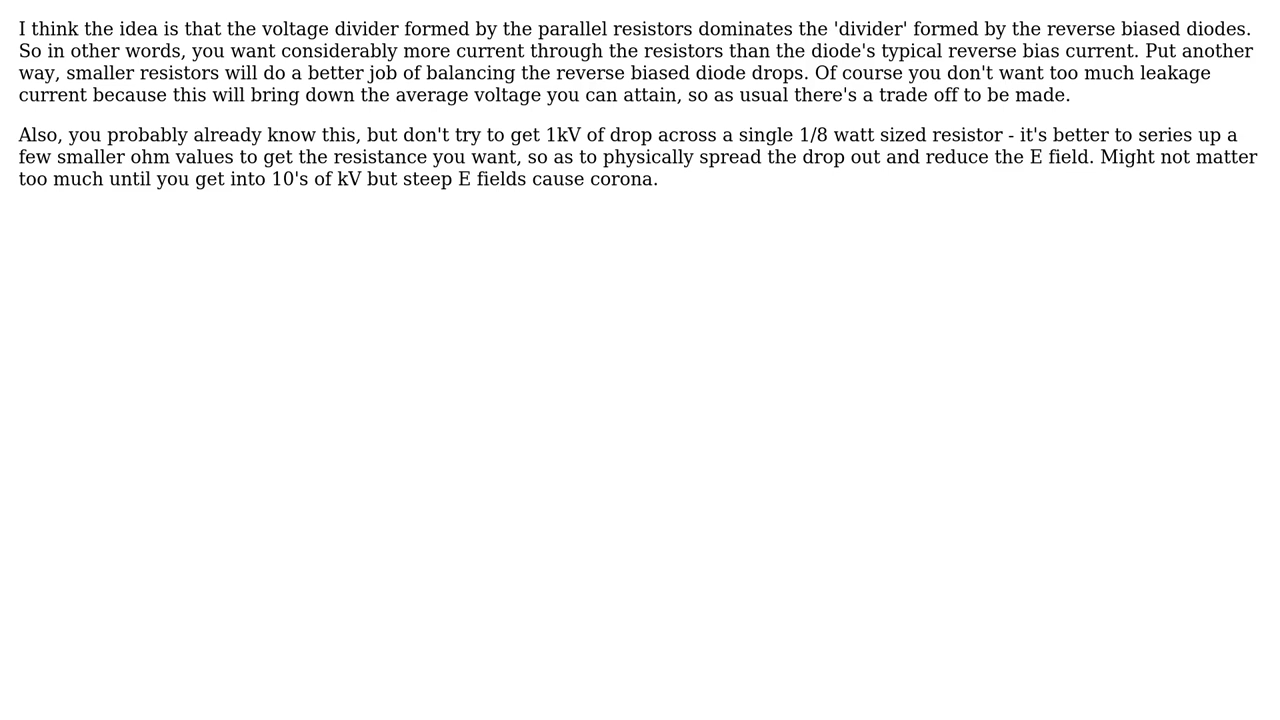 I think the idea is that the voltage divider formed by the parallel resistors dominates the 'divider' formed by the reverse biased diodes.
So in other words, you want considerably more current through the resistors than the diode's typical reverse bias current. Put another
way, smaller resistors will do a better job of balancing the reverse biased diode drops. Of course you don't want too much leakage
current because this will bring down the average voltage you can attain, so as usual there's a trade off to be made.
Also, you probably already know this, but don't try to get 1kV of drop across a single 1/8 watt sized resistor - it's better to series up a
few smaller ohm values to get the resistance you want, so as to physically spread the drop out and reduce the E field. Might not matter
too much until you get into 10's of kV but steep E fields cause corona.